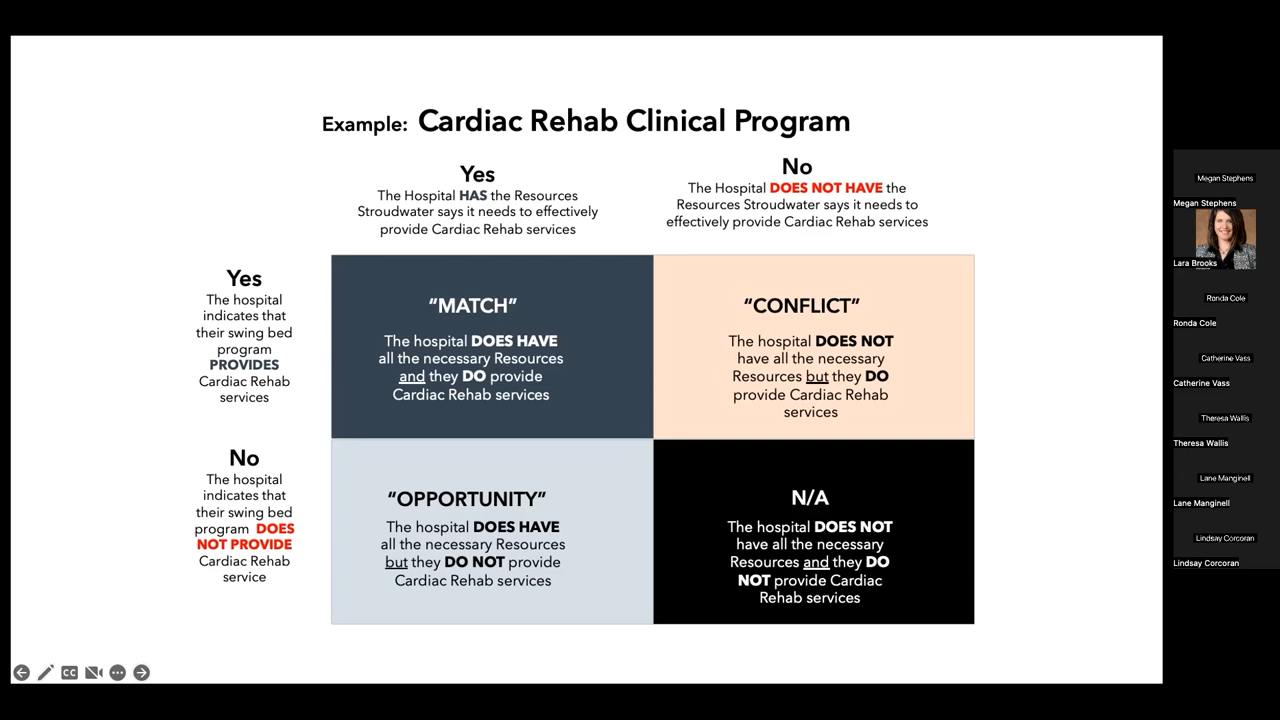 Example: Cardiac Rehab Clinical Program
Yes
The Hospital HAS the Resources
Stroudwater says it needs to effectively
provide Cardiac Rehab services
No
The Hospital DOES NOT HAVE the
Resources Stroudwater says it needs to
effectively provide Cardiac Rehab services
Yes
The hospital
indicates that
their swing bed
program
PROVIDES
Cardiac Rehab
services
“MATCH”
The hospital DOES HAVE
all the necessary Resources
and they DO provide
Cardiac Rehab services
“CONFLICT”
The hospital DOES NOT
have all the necessary
Resources but they DO
provide Cardiac Rehab
services
No
The hospital
indicates that
their swing bed
program DOES
NOT PROVIDE
Cardiac Rehab
service
“OPPORTUNITY”
The hospital DOES HAVE
all the necessary Resources
but they DO NOT provide
Cardiac Rehab services
N/A
The hospital DOES NOT
have all the necessary
Resources and they DO
NOT provide Cardiac
Rehab services
CC
Megan Stephens
Megan Stephens
Lara Brooks
Ronda Cole
Ronda Cole
Catherine Vass
Catherine Vass
Theresa Wallis
Theresa Wallis
Lane Manginell
Lane Manginell
Lindsay Corcoran
Lindsay Corcoran